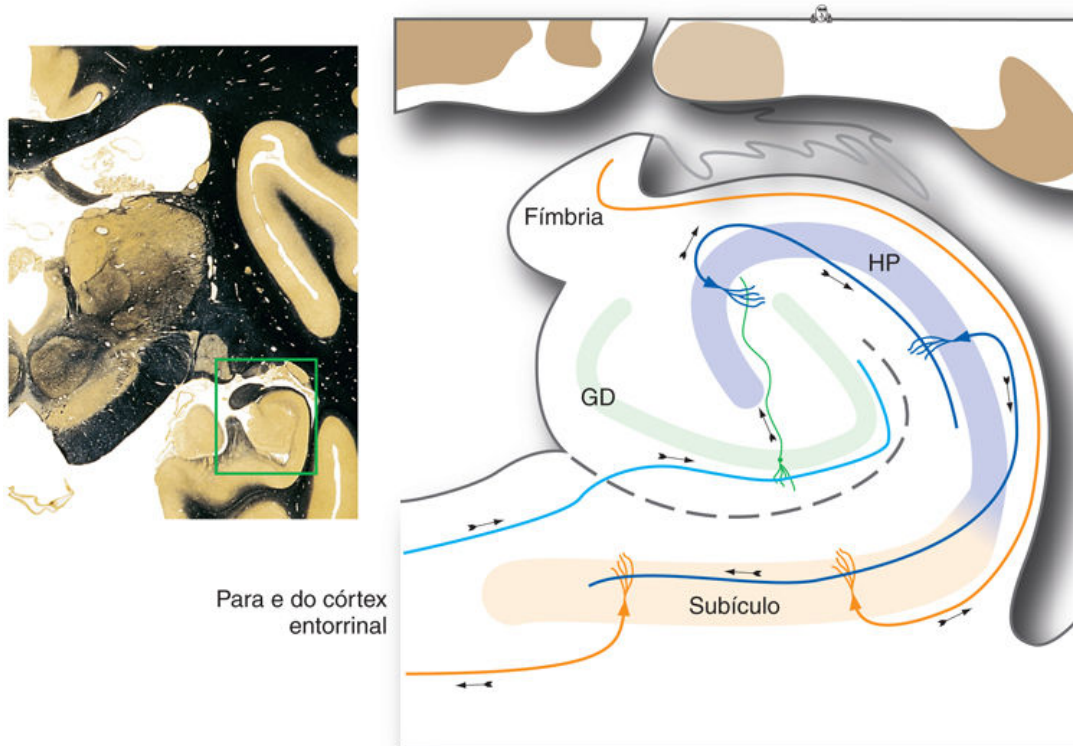 Fímbria
HP
GD
Subículo
Para e do córtex
entorrinal